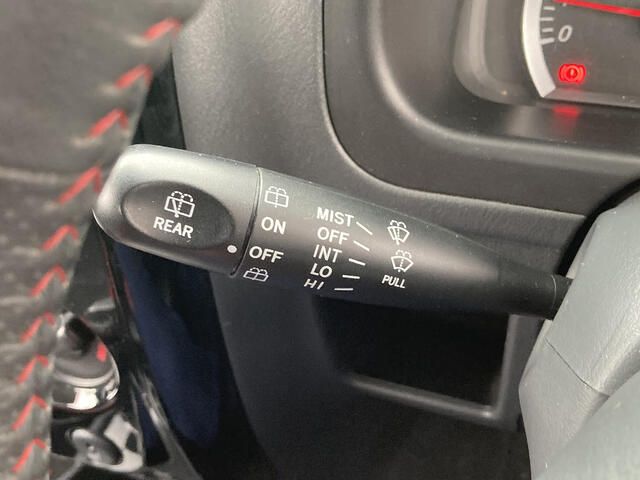 0
REAR
ON
OFF
MIST
OFF
INT
LO
HI
PULL